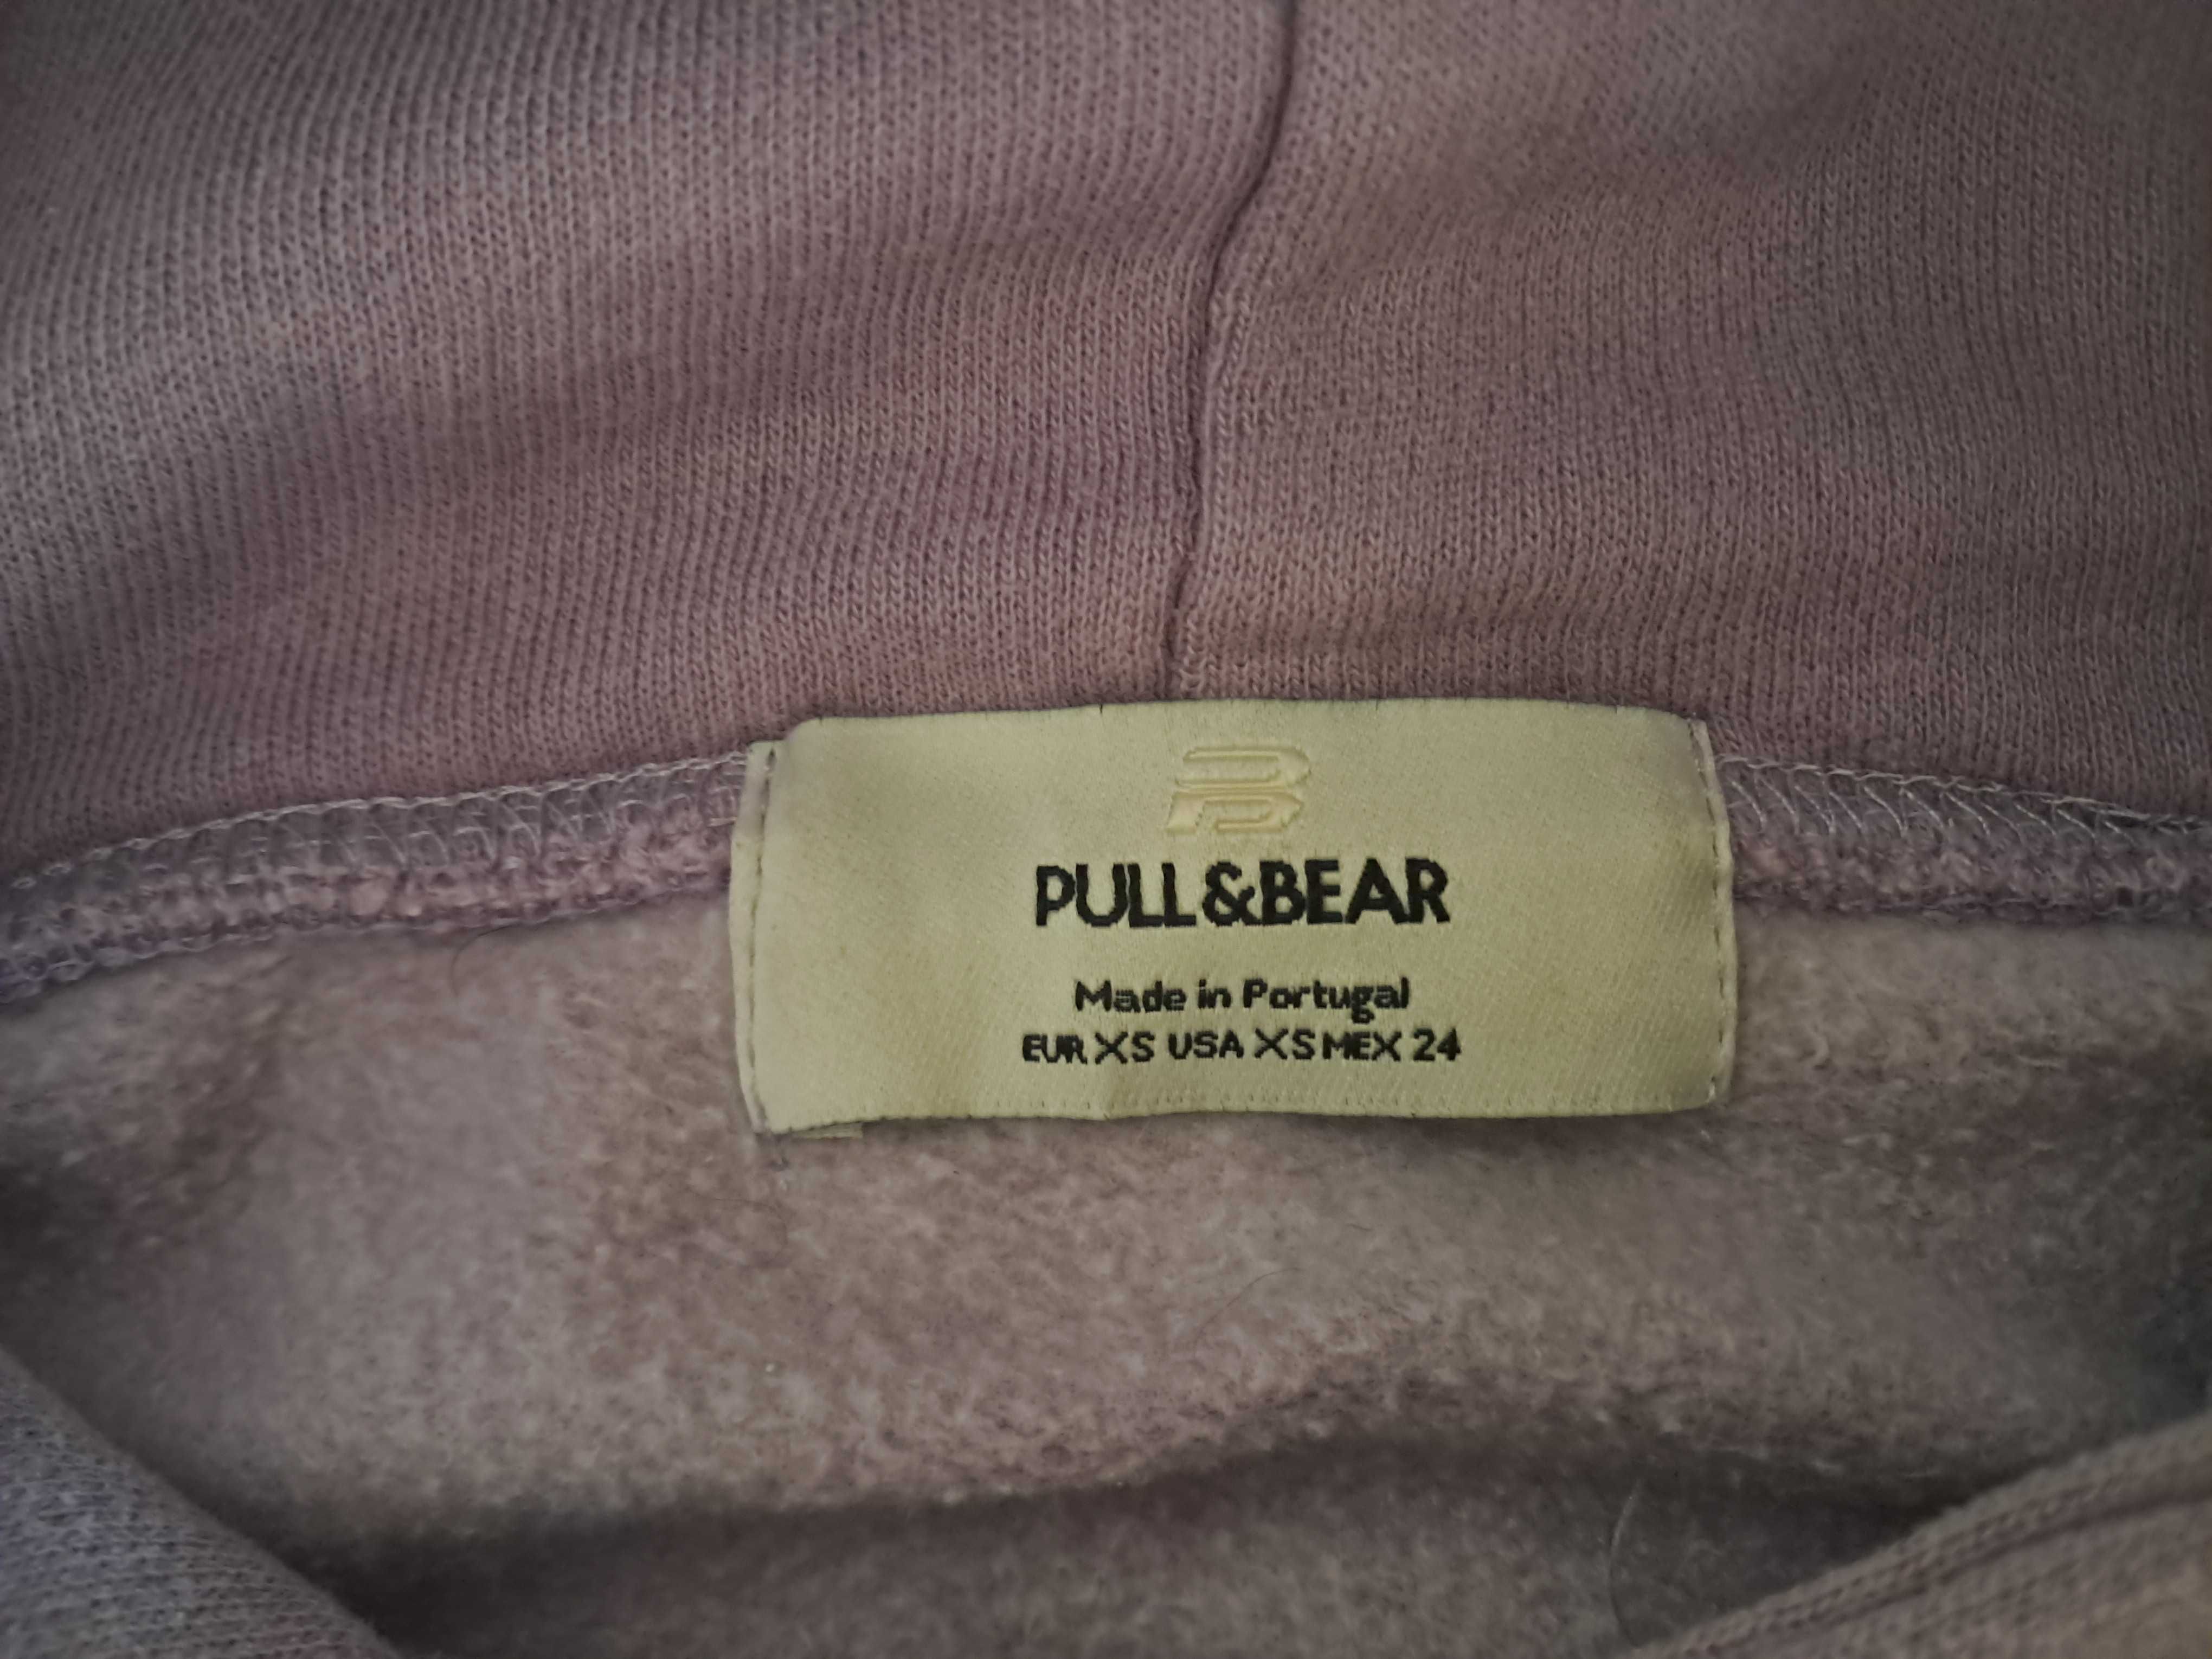 PULL&BEAR
Made in Portugal
EUR XS USA XS MEX 24